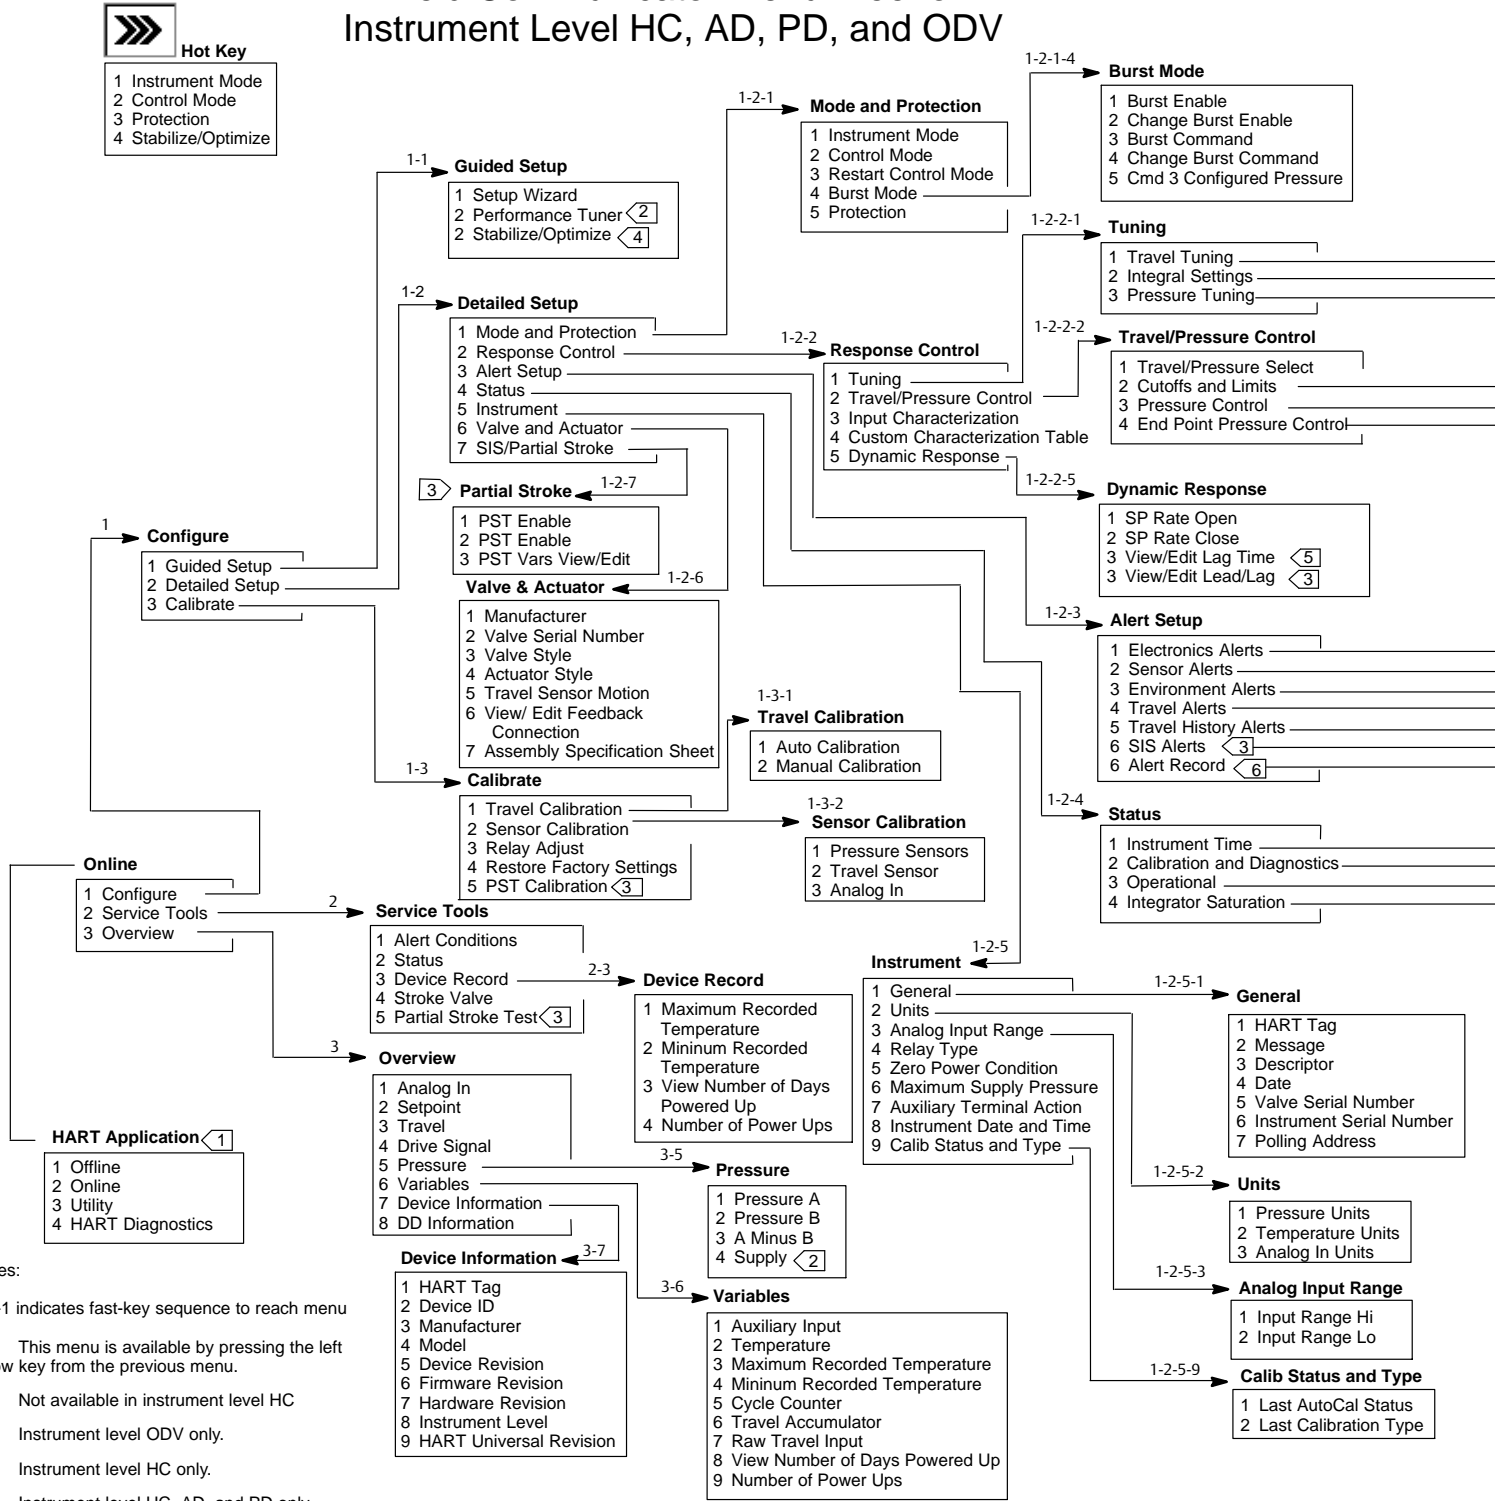 Instrument Level HC, AD, PD, and ODV
Hot Key
1 Instrument Mode
2 Control Mode
3 Protection
4 Stabilize/Optimize
1-1
Guided Setup
1 Setup Wizard
2 Performance Tuner 2
2 Stabilize/Optimize 4
1-2
Detailed Setup
1 Mode and Protection
2 Response Control
3 Alert Setup
4 Status
5 Instrument
6 Valve and Actuator
7 SIS/Partial Stroke
1-2-1
Mode and Protection
1 Instrument Mode
2 Control Mode
3 Restart Control Mode
4 Burst Mode
5 Protection
1-2-1-4
Burst Mode
1 Burst Enable
2 Change Burst Enable
3 Burst Command
4 Change Burst Command
5 Cmd 3 Configured Pressure
1-2-2-1
Tuning
1 Travel Tuning
2 Integral Settings
3 Pressure Tuning
1-2-2
Response Control
1 Tuning
2 Travel/Pressure Control
3 Input Characterization
4 Custom Characterization Table
5 Dynamic Response
1-2-2-2
Travel/Pressure Control
1 Travel/Pressure Select
2 Cutoffs and Limits
3 Pressure Control
4 End Point Pressure Control
1-2-2-5
Dynamic Response
1 SP Rate Open
2 SP Rate Close
3 View/Edit Lag Time 5
3 View/Edit Lead/Lag 3
3
Partial Stroke
1-2-7
1 PST Enable
2 PST Enable
3 PST Vars View/Edit
1
Configure
1 Guided Setup
2 Detailed Setup
3 Calibrate
Valve & Actuator
1-2-6
1 Manufacturer
2 Valve Serial Number
3 Valve Style
4 Actuator Style
5 Travel Sensor Motion
6 View/ Edit Feedback
Connection
7 Assembly Specification Sheet
1-2-3
Alert Setup
1 Electronics Alerts
2 Sensor Alerts
3 Environment Alerts
4 Travel Alerts
5 Travel History Alerts
6 SIS Alerts 3
6 Alert Record 6
1-3-1
Travel Calibration
1 Auto Calibration
2 Manual Calibration
1-3
Calibrate
1 Travel Calibration
2 Sensor Calibration
3 Relay Adjust
4 Restore Factory Settings
5 PST Calibration 3
1-3-2
Sensor Calibration
1 Pressure Sensors
2 Travel Sensor
3 Analog In
1-2-4
Status
1 Instrument Time
2 Calibration and Diagnostics
3 Operational
4 Integrator Saturation
Online
1 Configure
2 Service Tools
3 Overview
2
Service Tools
1 Alert Conditions
2 Status
3 Device Record
4 Stroke Valve
5 Partial Stroke Test 3
2-3
Device Record
1 Maximum Recorded
Temperature
2 Mininum Recorded
Temperature
3 View Number of Days
Powered Up
4 Number of Power Ups
1-2-5
Instrument
1 General
2 Units
3 Analog Input Range
4 Relay Type
5 Zero Power Condition
6 Maximum Supply Pressure
7 Auxiliary Terminal Action
8 Instrument Date and Time
9 Calib Status and Type
1-2-5-1
General
1 HART Tag
2 Message
3 Descriptor
4 Date
5 Valve Serial Number
6 Instrument Serial Number
7 Polling Address
3
Overview
1 Analog In
2 Setpoint
3 Travel
4 Drive Signal
5 Pressure
6 Variables
7 Device Information
8 DD Information
HART Application 1
1 Offline
2 Online
3 Utility
4 HART Diagnostics
3-5
Pressure
1 Pressure A
2 Pressure B
3 A Minus B
4 Supply 2
1-2-5-2
Units
1 Pressure Units
2 Temperature Units
3 Analog In Units
Device Information
3-7
1 HART Tag
2 Device ID
3 Manufacturer
4 Model
5 Device Revision
6 Firmware Revision
7 Hardware Revision
8 Instrument Level
9 HART Universal Revision
3-6
Variables
1 Auxiliary Input
2 Temperature
3 Maximum Recorded Temperature
4 Mininum Recorded Temperature
5 Cycle Counter
6 Travel Accumulator
7 Raw Travel Input
8 View Number of Days Powered Up
9 Number of Power Ups
1-2-5-3
Analog Input Range
1 Input Range Hi
2 Input Range Lo
1-2-5-9
Calib Status and Type
1 Last AutoCal Status
2 Last Calibration Type
es:
-1 indicates fast-key sequence to reach menu
This menu is available by pressing the left
w key from the previous menu.
Not available in instrument level HC
Instrument level ODV only.
Instrument level HC only.
Instrument level HC, AD, and PD only